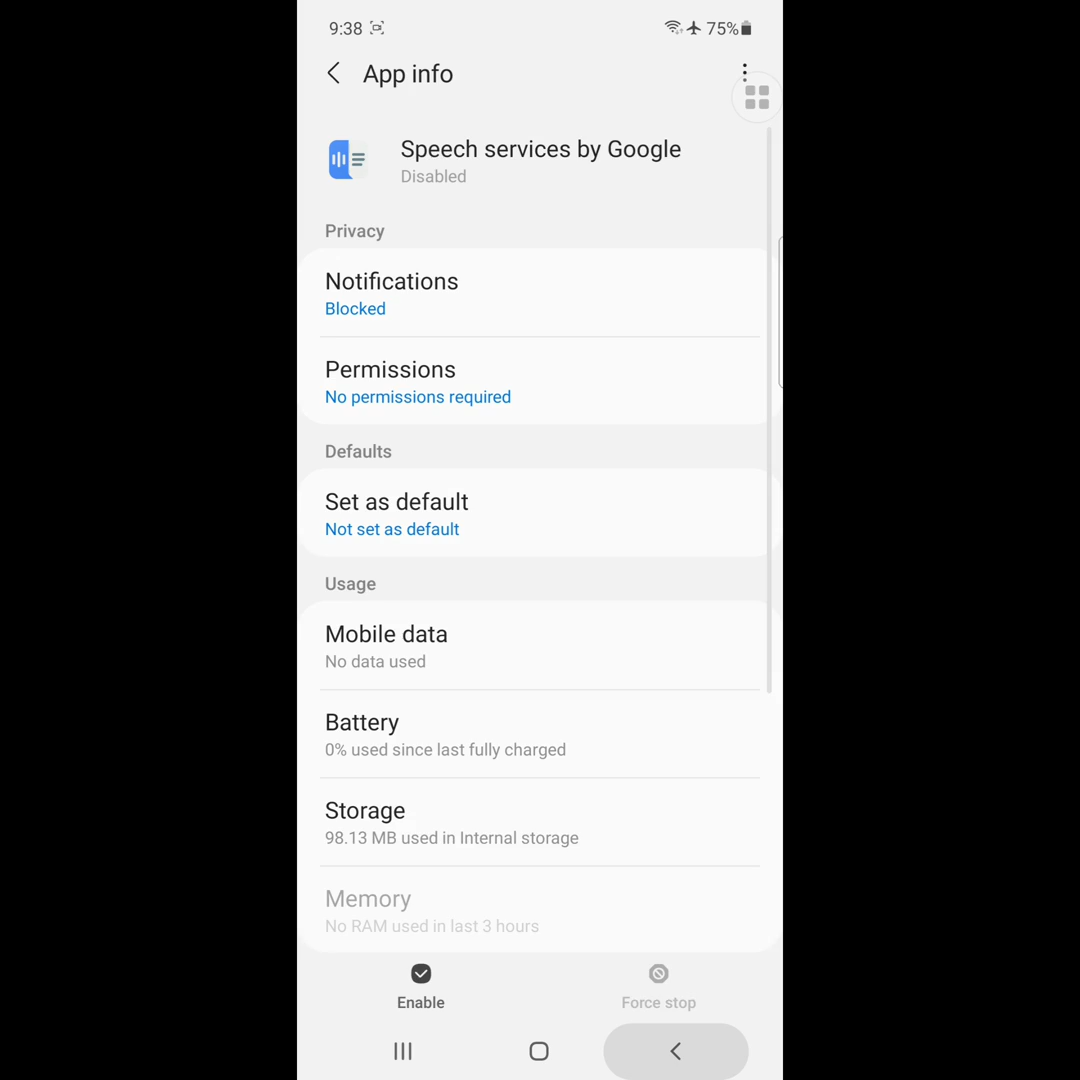 9:38
75%
App info
Speech services by Google
Disabled
Privacy
Notifications
Blocked
Permissions
No permissions required
Defaults
Set as default
Not set as default
Usage
Mobile data
No data used
Battery
0% used since last fully charged
Storage
98.13 MB used in Internal storage
Memory
No RAM used in last 3 hours
Enable
Force stop